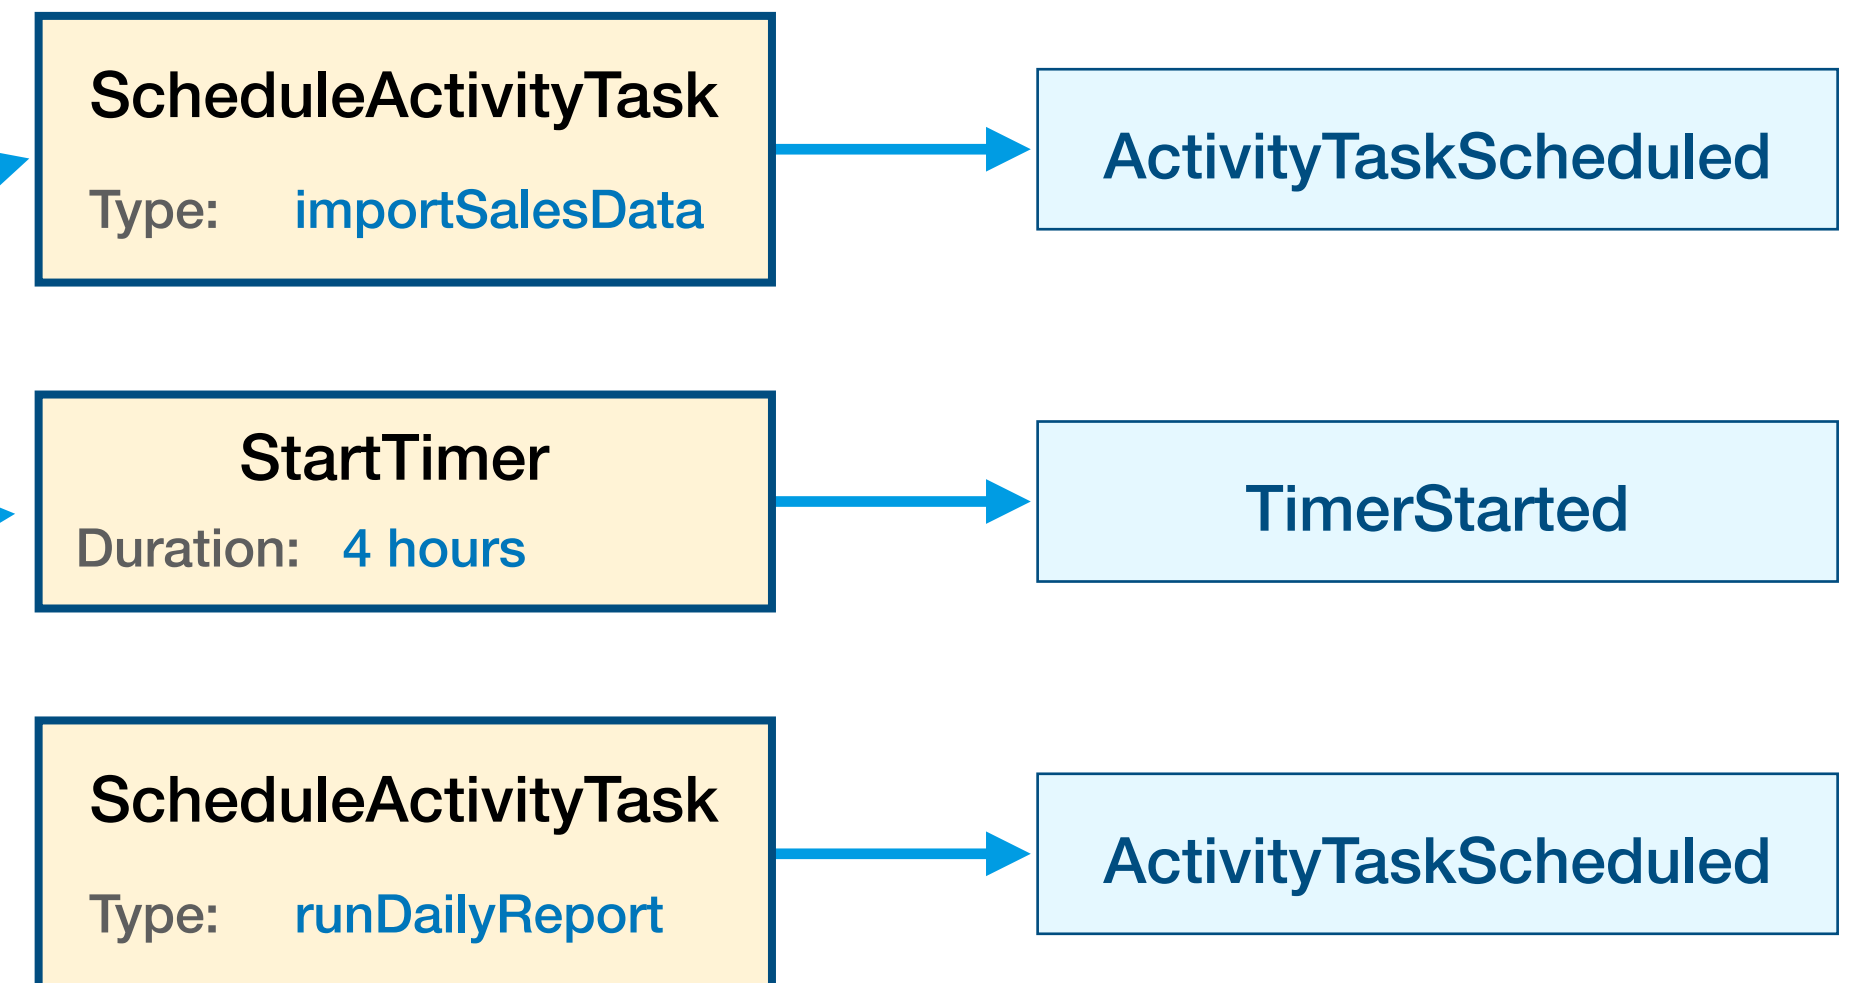 ScheduleActivityTask
Type: importSalesData
ActivityTaskScheduled
StartTimer
Duration: 4 hours
TimerStarted
ScheduleActivityTask
Type: runDailyReport
ActivityTaskScheduled